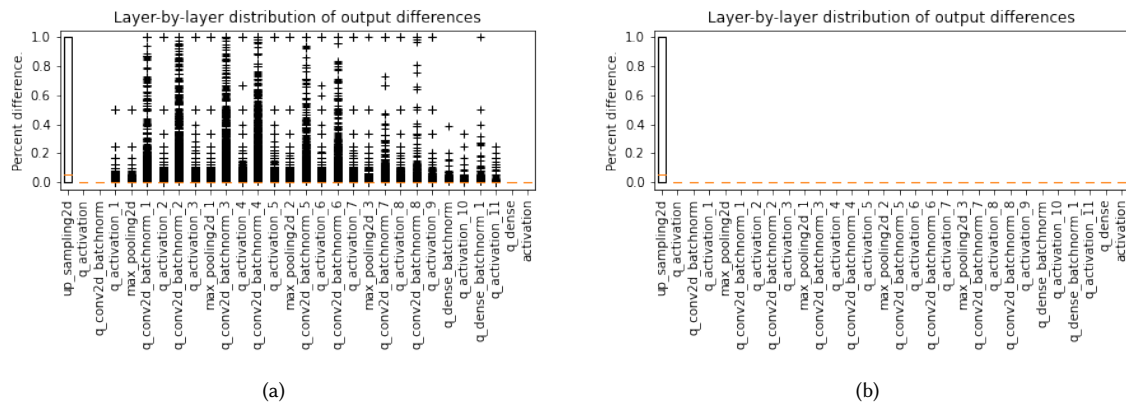 Layer-by-layer distribution of output differences
Percent difference.
1.0
0.8
0.6
0.4
0.2
0.0
up_sampling2d
q_activation
q_conv2d_batchnorm
q_activation_1
max_pooling2d
q_conv2d_batchnorm_1
q_activation_2
q_conv2d_batchnorm_2
q_activation_3
max_pooling2d_1
q_conv2d_batchnorm_3
q_activation_4
q_conv2d_batchnorm_4
q_activation_5
max_pooling2d_2
q_conv2d_batchnorm_5
q_activation_6
q_conv2d_batchnorm_6
q_activation_7
max_pooling2d_3
q_conv2d_batchnorm_7
q_activation_8
q_conv2d_batchnorm_8
q_activation_9
q_dense_batchnorm
q_activation_10
q_dense_batchnorm_1
q_activation_11
q_dense
activation
(a)
Layer-by-layer distribution of output differences
Percent difference.
1.0
0.8
0.6
0.4
0.2
0.0
up_sampling2d
q_activation
q_conv2d_batchnorm
q_activation_1
max_pooling2d
q_conv2d_batchnorm_1
q_activation_2
q_conv2d_batchnorm_2
q_activation_3
max_pooling2d_1
q_conv2d_batchnorm_3
q_activation_4
q_conv2d_batchnorm_4
q_activation_5
max_pooling2d_2
q_conv2d_batchnorm_5
q_activation_6
q_conv2d_batchnorm_6
q_activation_7
max_pooling2d_3
q_conv2d_batchnorm_7
q_activation_8
q_conv2d_batchnorm_8
q_activation_9
q_dense_batchnorm
q_activation_10
q_dense_batchnorm_1
q_activation_11
q_dense
activation
(b)